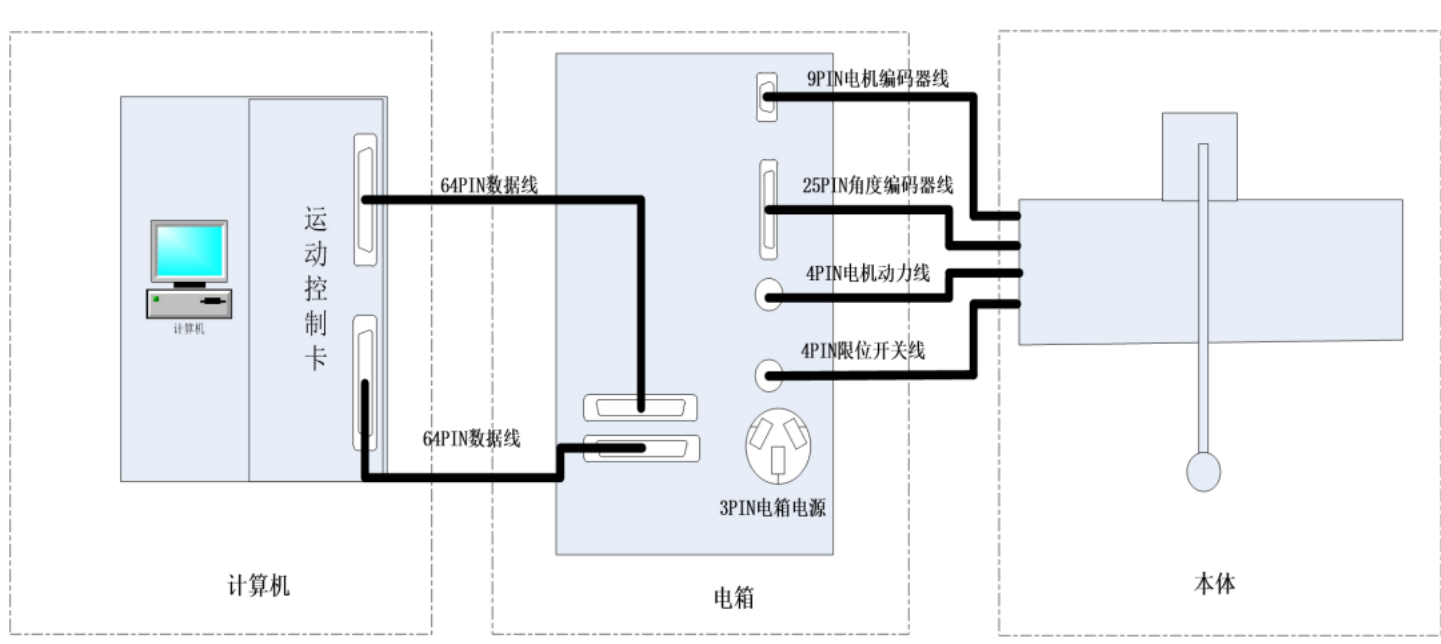 9PIN电机编码器线
64PIN数据线
25PIN角度编码器线
运动控制卡
4PIN电机动力线
计算机
4PIN限位开关线
64PIN数据线
3PIN电箱电源
计算机
电箱
本体